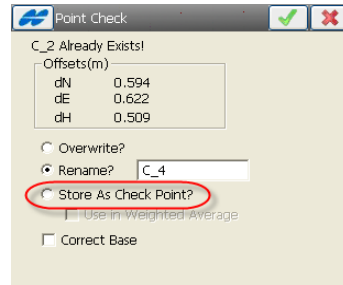 Point Check
C_2 Already Exists!
Offsets(m)
dN 0.594
dE 0.622
dH 0.509
Overwrite?
Rename? C_4
Store As Check Point?
Use in Weighted Average
Correct Base